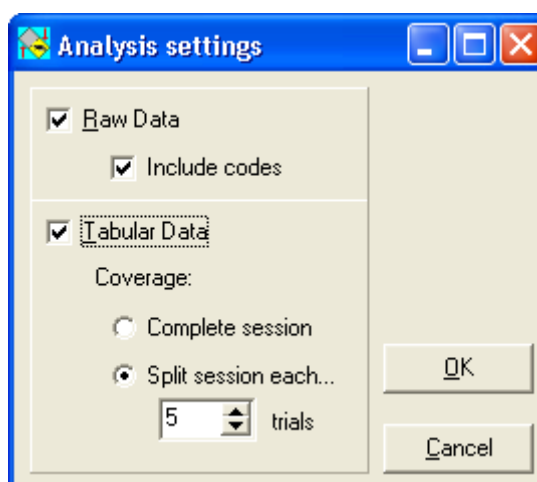 Analysis settings
Raw Data
Include codes
Tabular Data
Coverage:
Complete session
Split session each...
5 trials
OK
Cancel